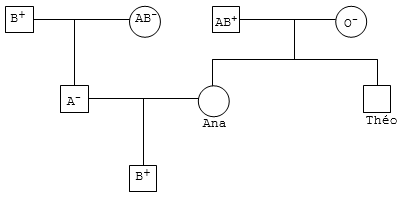 B⁺ AB⁻ AB⁺ O⁻
A⁻
Ana
Théo
B⁺